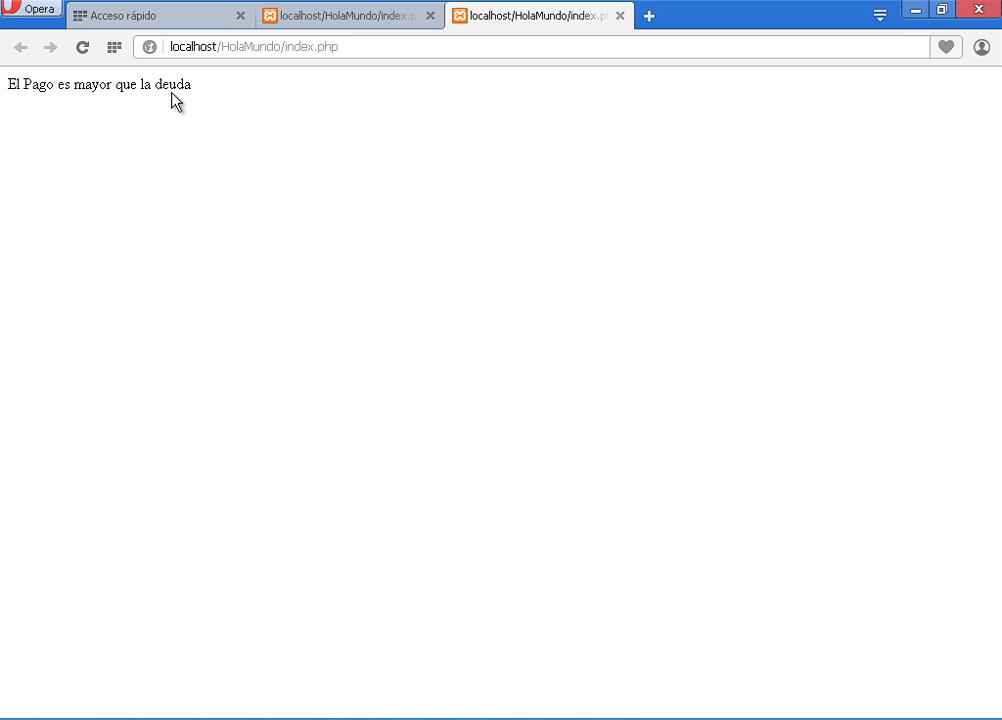 Opera
Acceso rápido
localhost/HolaMundo/index.p
localhost/HolaMundo/index.p
localhost/HolaMundo/index.php
El Pago es mayor que la deuda